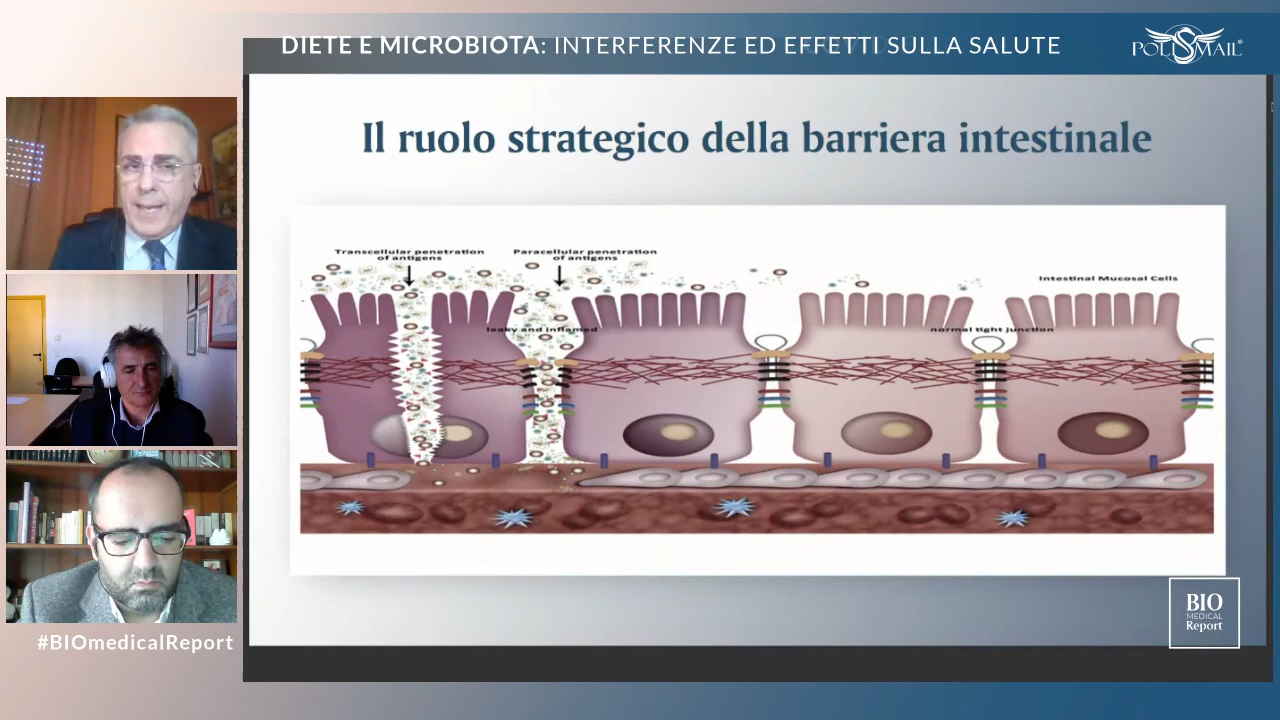 DIETE E MICROBIOTA: INTERFERENZE ED EFFETTI SULLA SALUTE
POLISMAIL®
Il ruolo strategico della barriera intestinale
Transcellular penetration
of antigens
Paracellular penetration
of antigens
Intestinal Mucosal Cells
leaky and inflamed
normal tight junction
BIO
MEDICAL
Report
#BIOmedicalReport